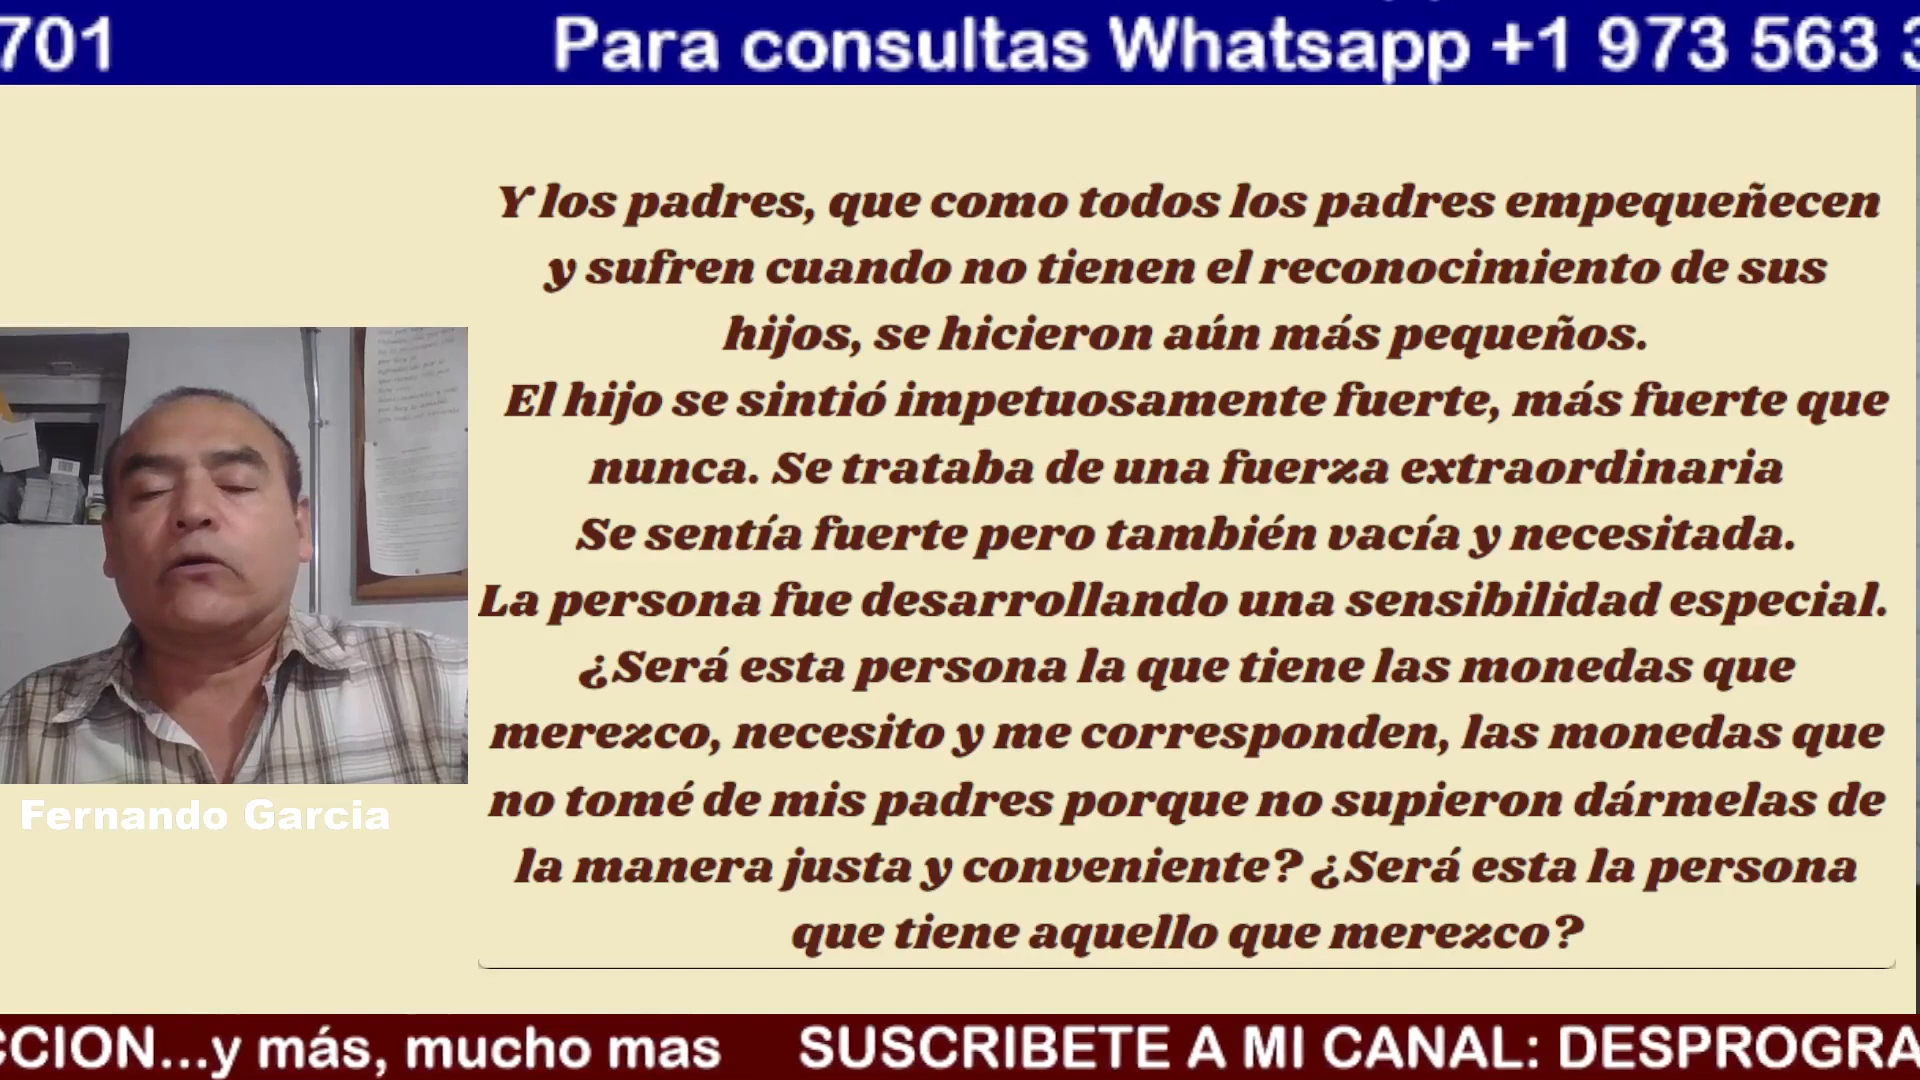 701 Para consultas Whatsapp +1 973 563 3
Y los padres, que como todos los padres empequeñecen
y sufren cuando no tienen el reconocimiento de sus
hijos, se hicieron aún más pequeños.
El hijo se sintió impetuosamente fuerte, más fuerte que
nunca. Se trataba de una fuerza extraordinaria
Se sentía fuerte pero también vacía y necesitada.
La persona fue desarrollando una sensibilidad especial.
¿Será esta persona la que tiene las monedas que
merezco, necesito y me corresponden, las monedas que
no tomé de mis padres porque no supieron dármelas de
la manera justa y conveniente? ¿Será esta la persona
que tiene aquello que merezco?
Fernando Garcia
CCION...y más, mucho mas SUSCRIBETE A MI CANAL: DESPROGRA